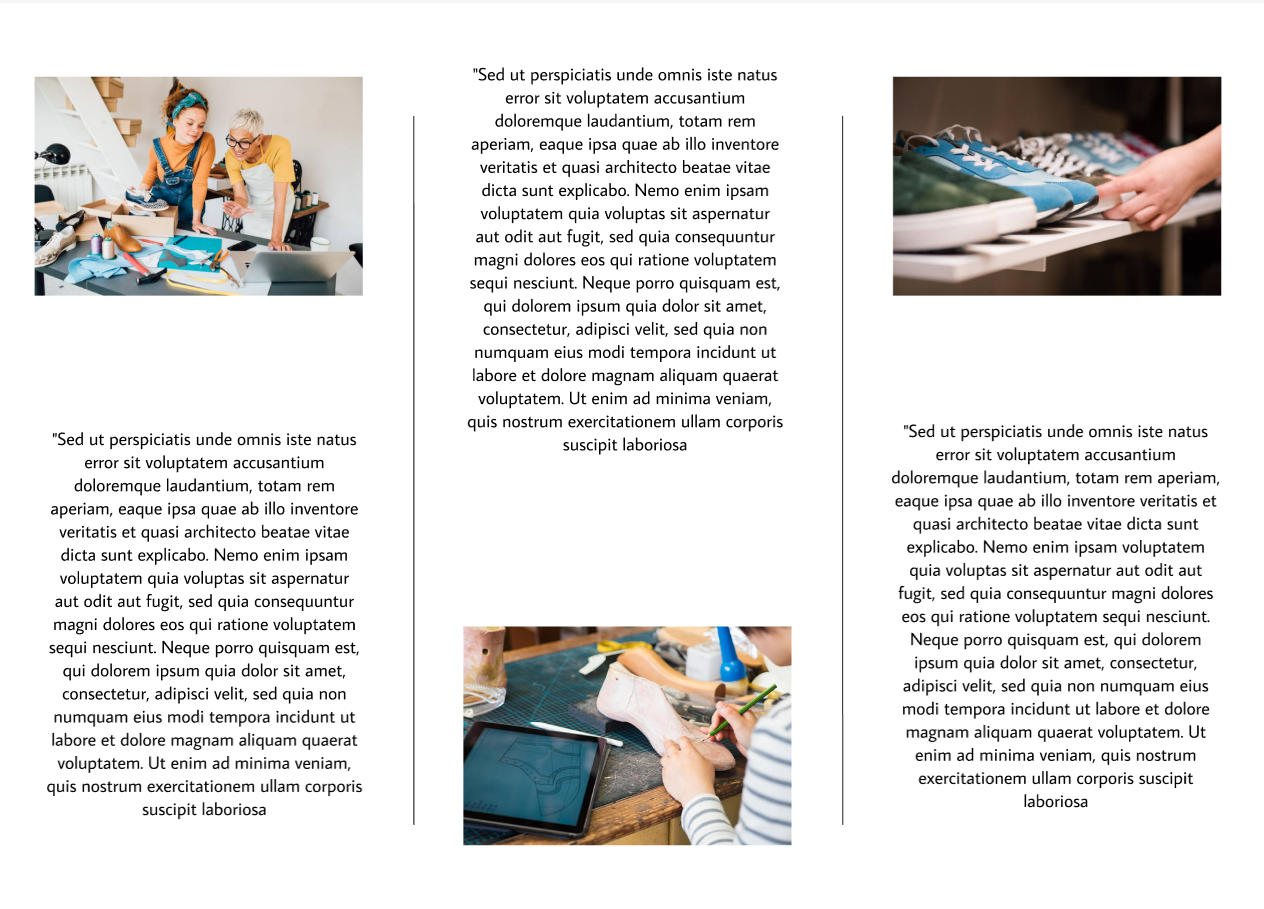 "Sed ut perspiciatis unde omnis iste natus
error sit voluptatem accusantium
doloremque laudantium, totam rem
aperiam, eaque ipsa quae ab illo inventore
veritatis et quasi architecto beatae vitae
dicta sunt explicabo. Nemo enim ipsam
voluptatem quia voluptas sit aspernatur
aut odit aut fugit, sed quia consequuntur
magni dolores eos qui ratione voluptatem
sequi nesciunt. Neque porro quisquam est,
qui dolorem ipsum quia dolor sit amet,
consectetur, adipisci velit, sed quia non
numquam eius modi tempora incidunt ut
labore et dolore magnam aliquam quaerat
voluptatem. Ut enim ad minima veniam,
quis nostrum exercitationem ullam corporis
suscipit laboriosa
"Sed ut perspiciatis unde omnis iste natus
error sit voluptatem accusantium
doloremque laudantium, totam rem
aperiam, eaque ipsa quae ab illo inventore
veritatis et quasi architecto beatae vitae
dicta sunt explicabo. Nemo enim ipsam
voluptatem quia voluptas sit aspernatur
aut odit aut fugit, sed quia consequuntur
magni dolores eos qui ratione voluptatem
sequi nesciunt. Neque porro quisquam est,
qui dolorem ipsum quia dolor sit amet,
consectetur, adipisci velit, sed quia non
numquam eius modi tempora incidunt ut
labore et dolore magnam aliquam quaerat
voluptatem. Ut enim ad minima veniam,
quis nostrum exercitationem ullam corporis
suscipit laboriosa
"Sed ut perspiciatis unde omnis iste natus
error sit voluptatem accusantium
doloremque laudantium, totam rem aperiam,
eaque ipsa quae ab illo inventore veritatis et
quasi architecto beatae vitae dicta sunt
explicabo. Nemo enim ipsam voluptatem
quia voluptas sit aspernatur aut odit aut
fugit, sed quia consequuntur magni dolores
eos qui ratione voluptatem sequi nesciunt.
Neque porro quisquam est, qui dolorem
ipsum quia dolor sit amet, consectetur,
adipisci velit, sed quia non numquam eius
modi tempora incidunt ut labore et dolore
magnam aliquam quaerat voluptatem. Ut
enim ad minima veniam, quis nostrum
exercitationem ullam corporis suscipit
laboriosa